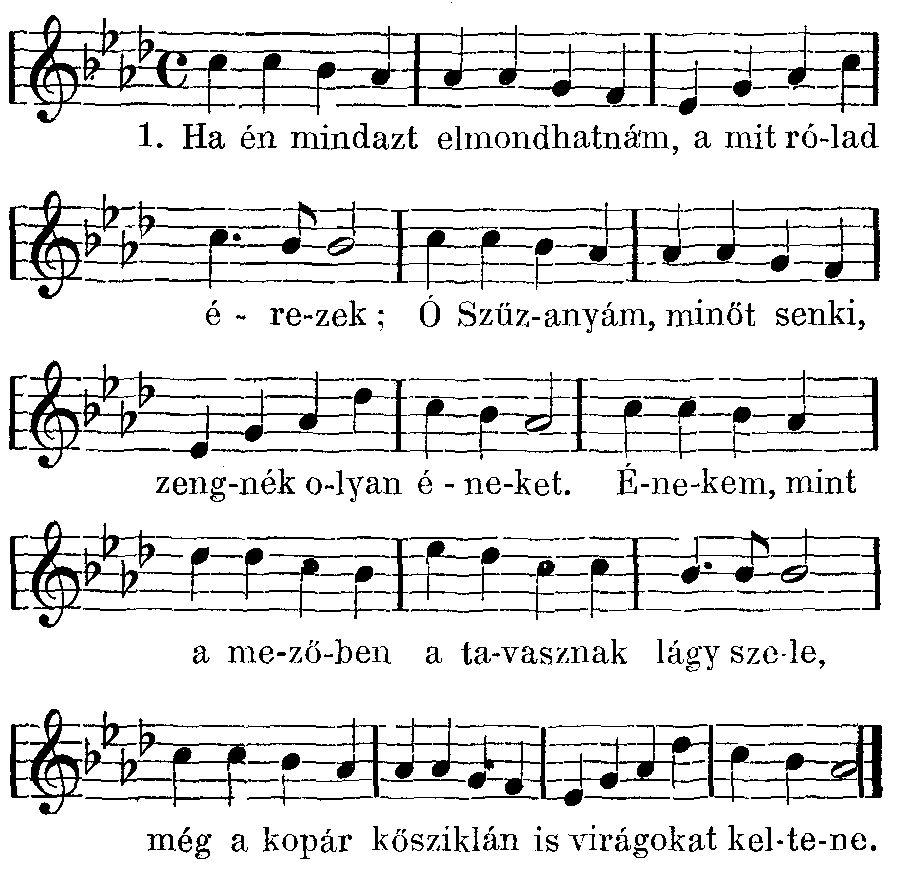 1. Ha én mindazt elmondhatnám, a mit ró-lad
é - re-zek ; Ó Szűz-anyám, minőt senki,
zeng-nék o-lyan é - ne-ket. É-ne-kem, mint
a me-ző-ben a ta-vasznak lágy sze-le,
még a kopár kősziklán is virágokat kel-te-ne.